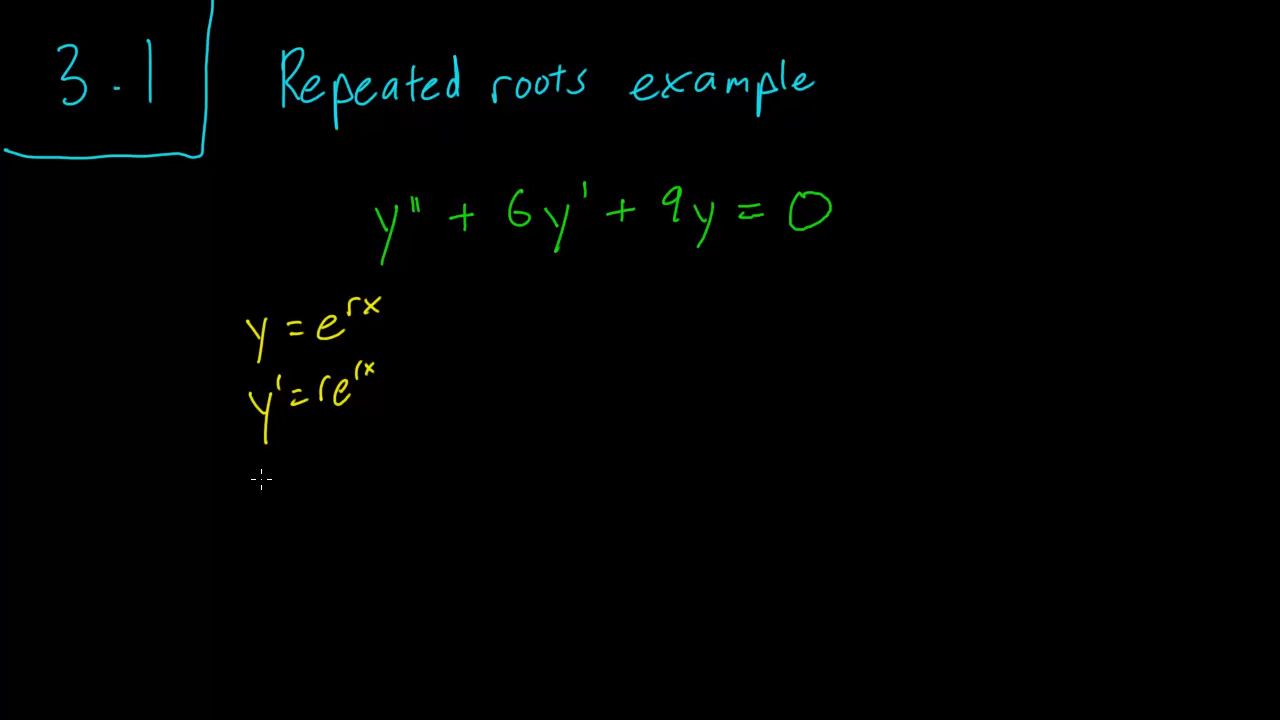 3.1
Repeated roots example
y'' + 6y' + 9y = 0
y = e^{rx}
y' = re^{rx}